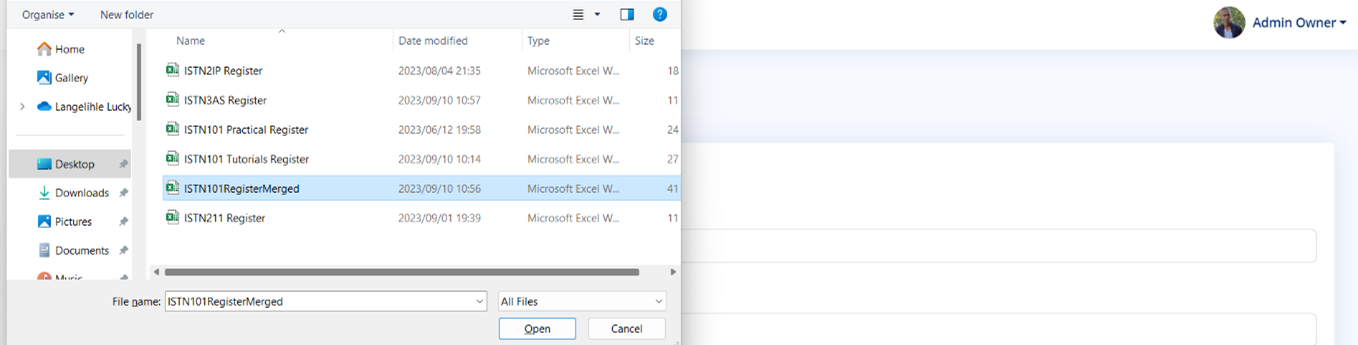 Organise New folder
Admin Owner
Name Date modified Type Size
Home
Gallery
Langelihle Lucky
Desktop
Downloads
Pictures
Documents
Music
ISTN2IP Register 2023/08/04 21:35 Microsoft Excel W... 18
ISTN3AS Register 2023/09/10 10:57 Microsoft Excel W... 11
ISTN101 Practical Register 2023/06/12 19:58 Microsoft Excel W... 24
ISTN101 Tutorials Register 2023/09/10 10:14 Microsoft Excel W... 27
ISTN101RegisterMerged 2023/09/10 10:56 Microsoft Excel W... 41
ISTN211 Register 2023/09/01 19:39 Microsoft Excel W... 11
File name: ISTN101RegisterMerged All Files
Open Cancel